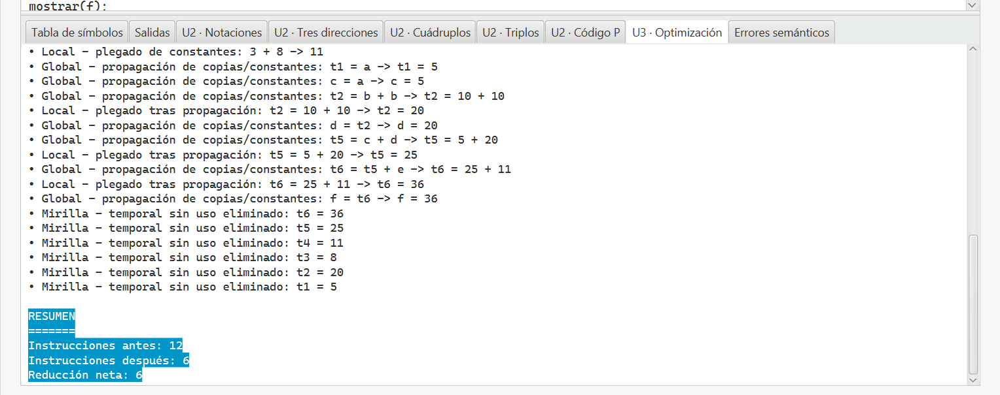 mostrar(f);
Tabla de símbolos Salidas U2 · Notaciones U2 · Tres direcciones U2 · Cuádruplos U2 · Triplos U2 · Código P U3 · Optimización Errores semánticos
• Local - plegado de constantes: 3 + 8 -> 11
• Global - propagación de copias/constantes: t1 = a -> t1 = 5
• Global - propagación de copias/constantes: c = a -> c = 5
• Global - propagación de copias/constantes: t2 = b + b -> t2 = 10 + 10
• Local - plegado tras propagación: t2 = 10 + 10 -> t2 = 20
• Global - propagación de copias/constantes: d = t2 -> d = 20
• Global - propagación de copias/constantes: t5 = c + d -> t5 = 5 + 20
• Local - plegado tras propagación: t5 = 5 + 20 -> t5 = 25
• Global - propagación de copias/constantes: t6 = t5 + e -> t6 = 25 + 11
• Local - plegado tras propagación: t6 = 25 + 11 -> t6 = 36
• Global - propagación de copias/constantes: f = t6 -> f = 36
• Mirilla - temporal sin uso eliminado: t6 = 36
• Mirilla - temporal sin uso eliminado: t5 = 25
• Mirilla - temporal sin uso eliminado: t4 = 11
• Mirilla - temporal sin uso eliminado: t3 = 8
• Mirilla - temporal sin uso eliminado: t2 = 20
• Mirilla - temporal sin uso eliminado: t1 = 5
RESUMEN
=======
Instrucciones antes: 12
Instrucciones después: 6
Reducción neta: 6